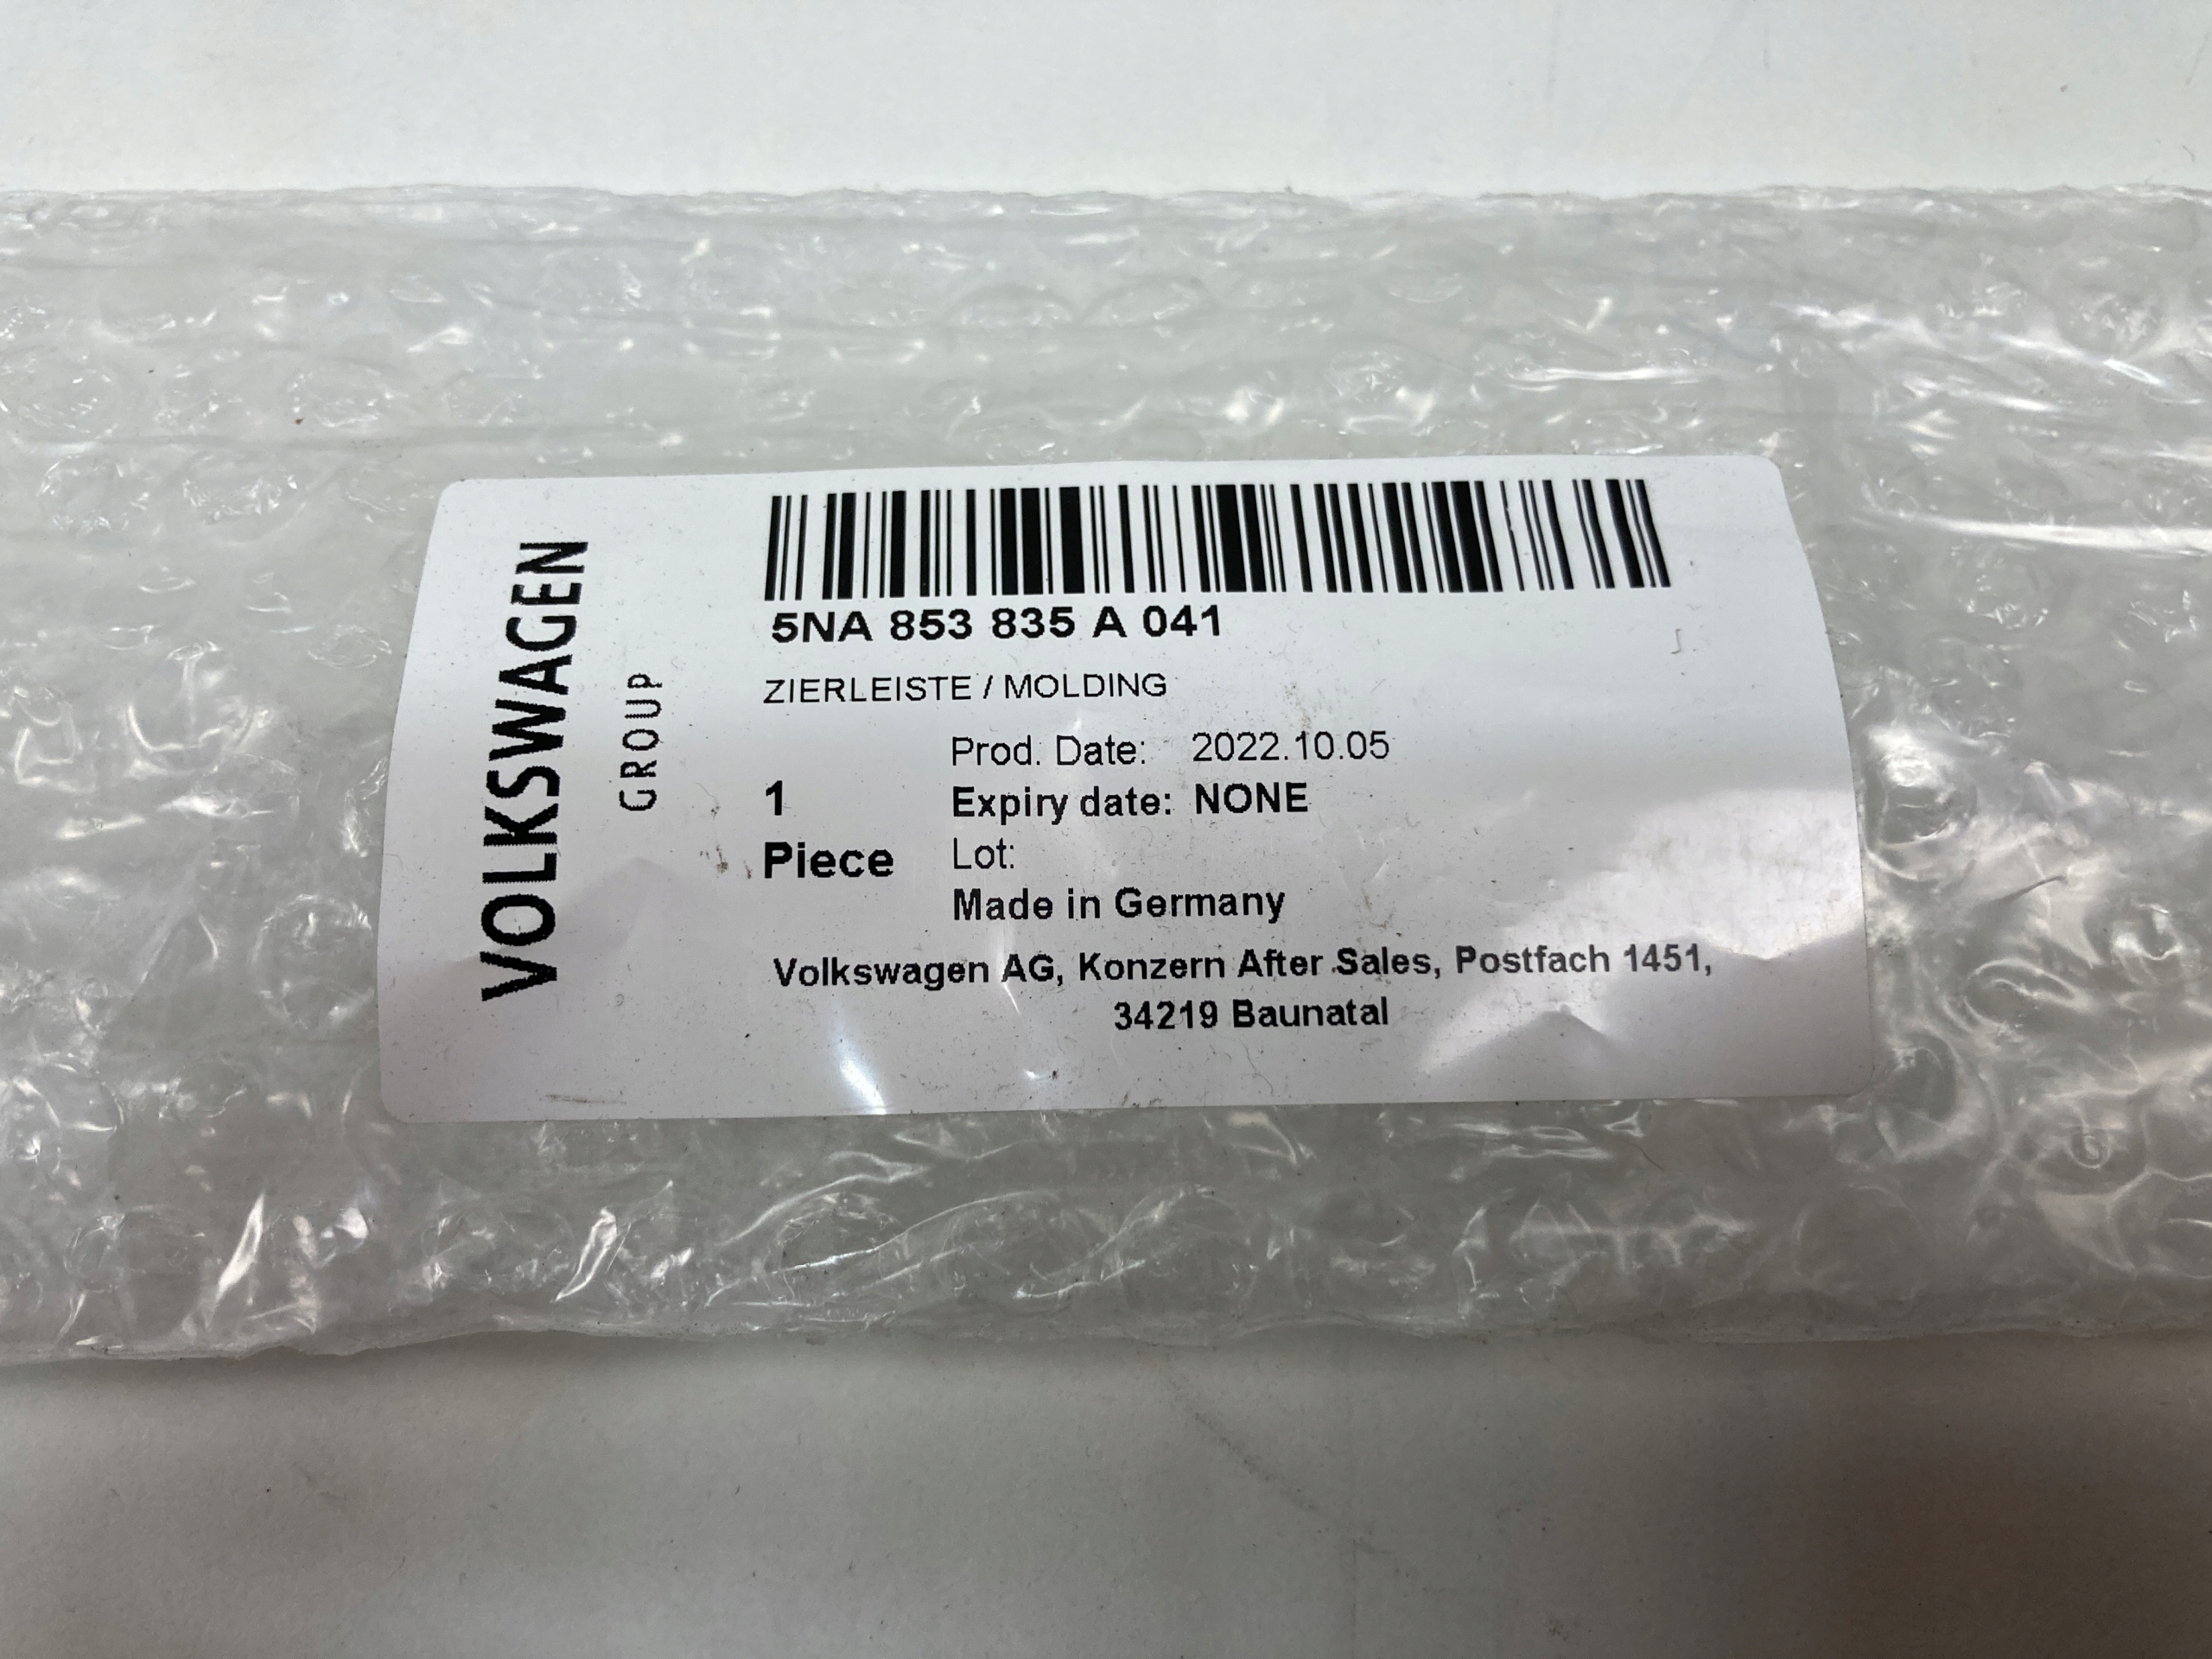 VOLKSWAGEN
GROUP
5NA 853 835 A 041
ZIERLEISTE / MOLDING
Prod. Date: 2022.10.05
1
Expiry date: NONE
Piece
Lot:
Made in Germany
Volkswagen AG, Konzern After Sales, Postfach 1451,
34219 Baunatal